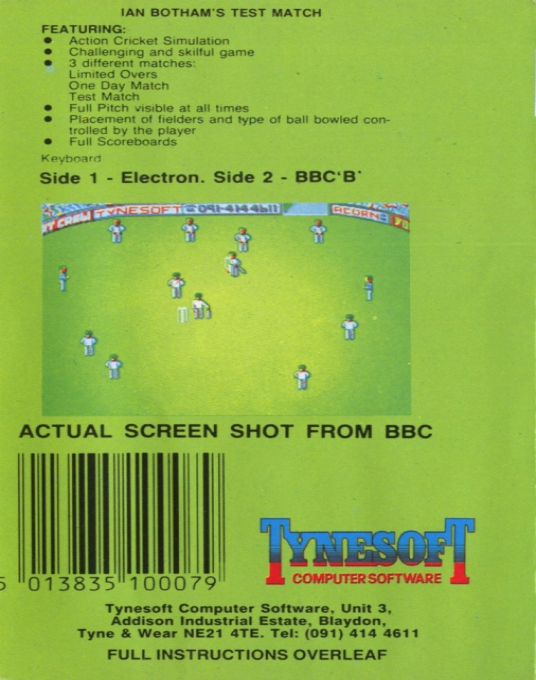 IAN BOTHAM'S TEST MATCH
FEATURING:
● Action Cricket Simulation
● Challenging and skilful game
● 3 different matches:
Limited Overs
One Day Match
Test Match
● Full Pitch visible at all times
● Placement of fielders and type of ball bowled con-
trolled by the player
● Full Scoreboards
Keyboard
Side 1 - Electron. Side 2 - BBC'B'
TYNESOFT ☎ 091-414 4611 ACORN
ACTUAL SCREEN SHOT FROM BBC
5 013835 100079
TYNESOFT
COMPUTER SOFTWARE
Tynesoft Computer Software, Unit 3,
Addison Industrial Estate, Blaydon,
Tyne & Wear NE21 4TE. Tel: (091) 414 4611
FULL INSTRUCTIONS OVERLEAF